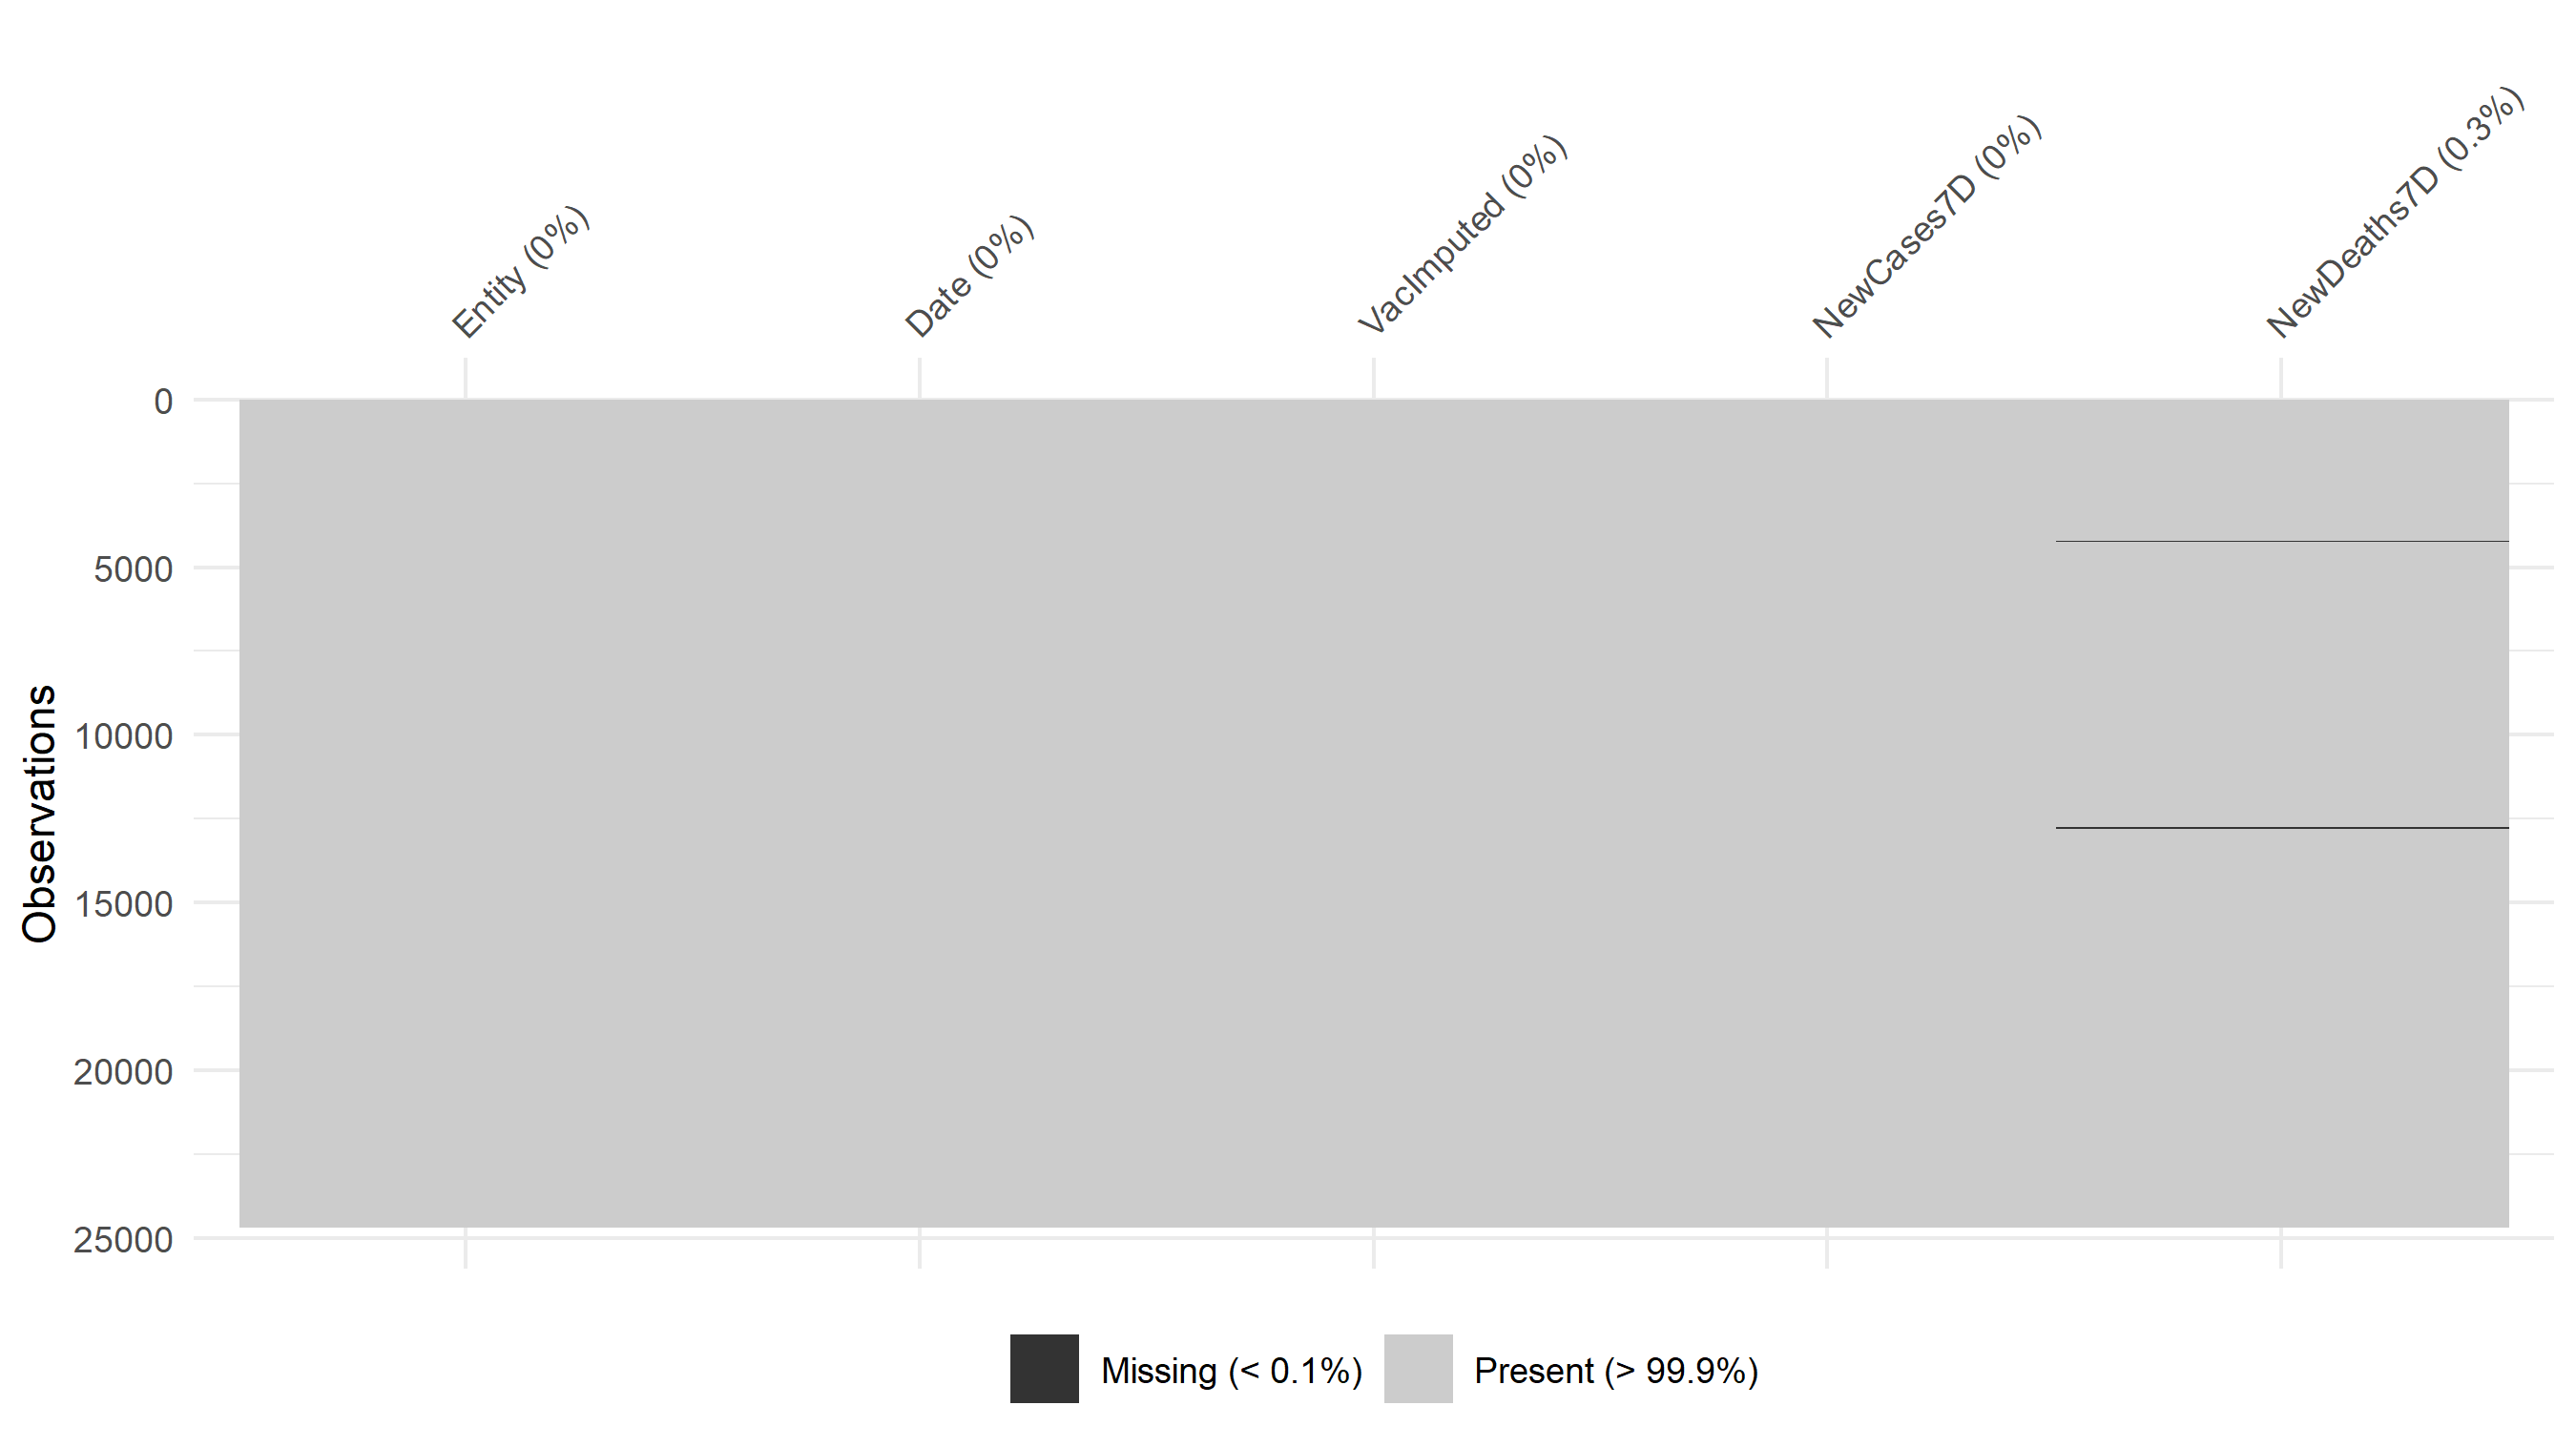 Entity (0%)
Date (0%)
VacImputed (0%)
NewCases7D (0%)
NewDeaths7D (0.3%)
0
5000
10000
15000
20000
25000
Observations
Missing (< 0.1%)
Present (> 99.9%)